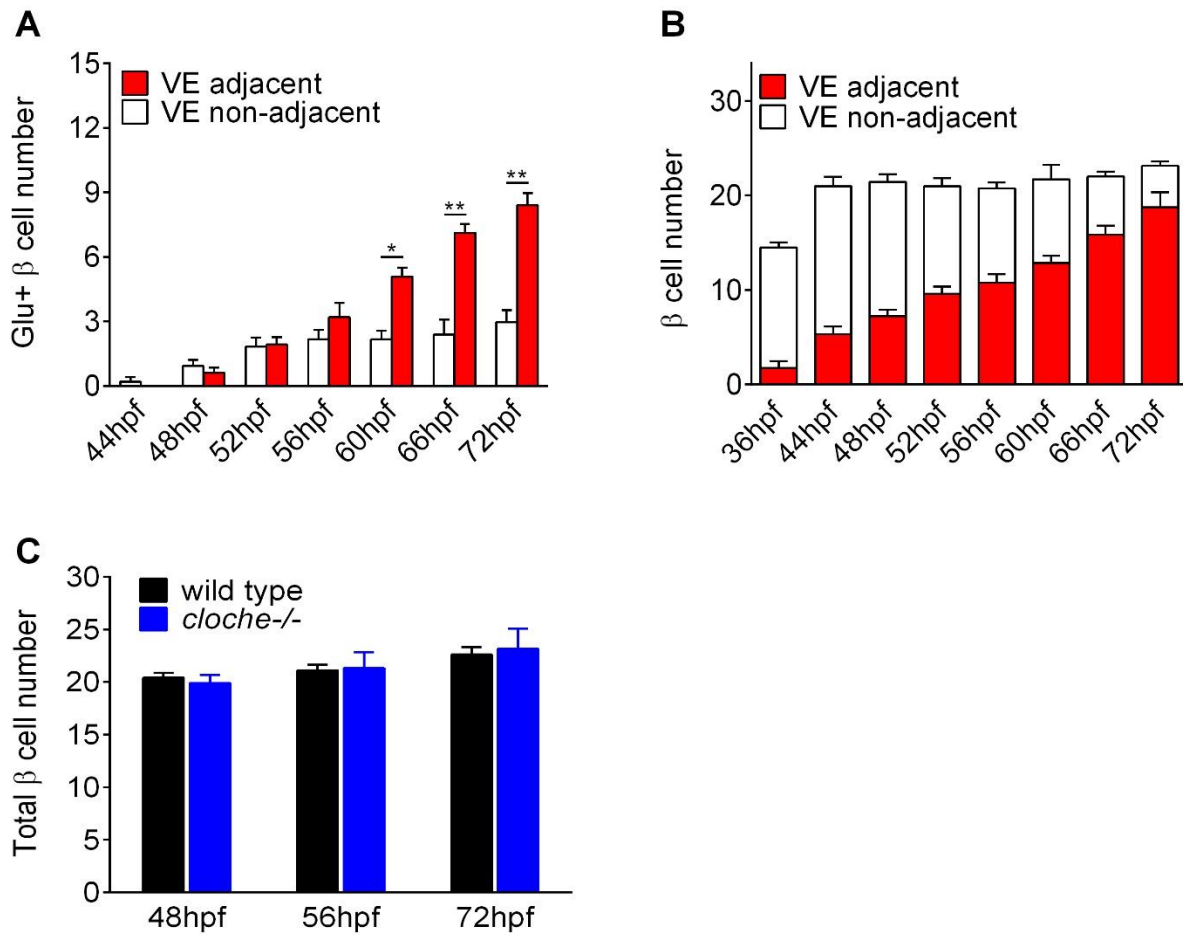 A
Glu+ β cell number
15
12
9
6
3
0
VE adjacent
VE non-adjacent
*
**
**
44hpf
48hpf
52hpf
56hpf
60hpf
66hpf
72hpf
B
β cell number
30
20
10
0
VE adjacent
VE non-adjacent
36hpf
44hpf
48hpf
52hpf
56hpf
60hpf
66hpf
72hpf
C
Total β cell number
30
25
20
15
10
5
0
wild type
cloche-/-
48hpf
56hpf
72hpf